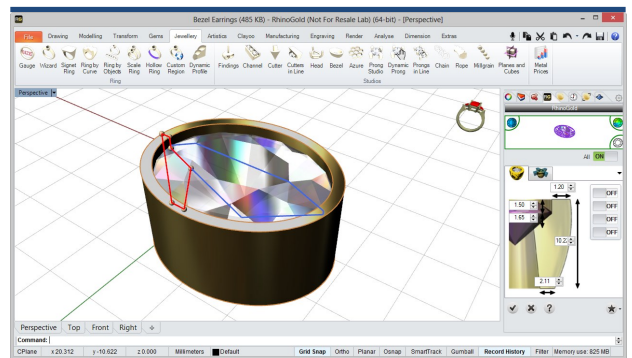 Bezel Earrings (485 KB) - RhinoGold (Not For Resale Lab) (64-bit) - [Perspective]
File Drawing Modelling Transform Gems Jewellery Artistics Clayoo Manufacturing Engraving Render Analyse Dimension Extras
Gauge Wizard Signet Ring Ring by Curve Ring by Objects Scale Ring Hollow Ring Custom Region Dynamic Profile Findings Channel Cutter Cutters in Line Head Bezel Azure Prong Studio Dynamic Prong Prongs in Line Chain Rope Millgrain Planes and Cubes Metal Prices
Ring Studios
Perspective
RhinoGold
All ON
1.20
OFF
1.50
OFF
1.65
OFF
10.2
OFF
2.11
Perspective Top Front Right
Command:
CPlane x 20.312 y -10.622 z 0.000 Millimeters Default Grid Snap Ortho Planar Osnap SmartTrack Gumball Record History Filter Memory use: 825 MB